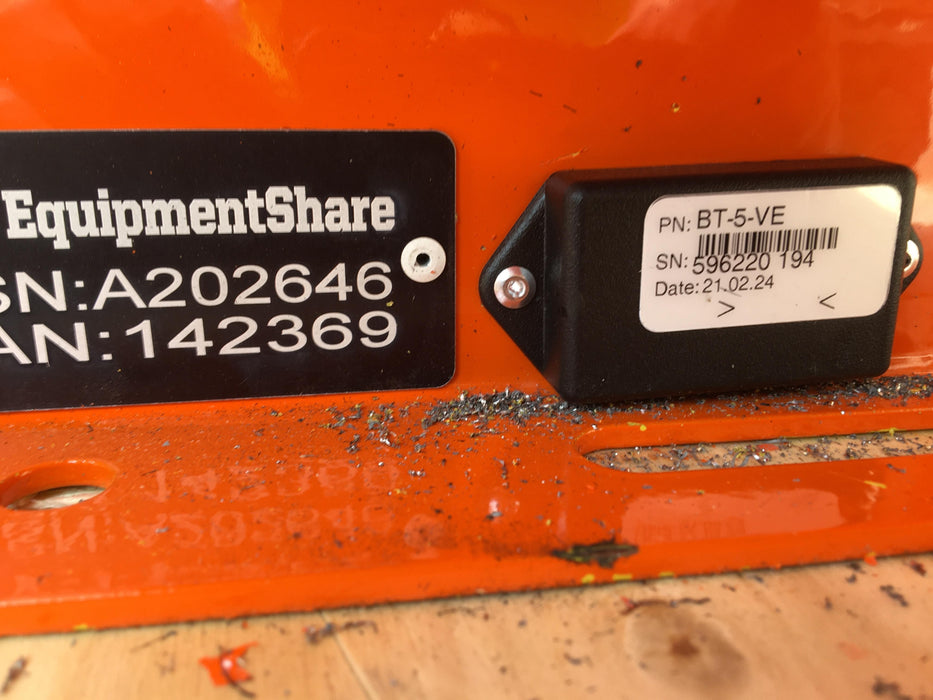 EquipmentShare
SN:A202646
AN:142369
PN: BT-5-VE
SN: 596220 194
Date: 21.02.24
> <